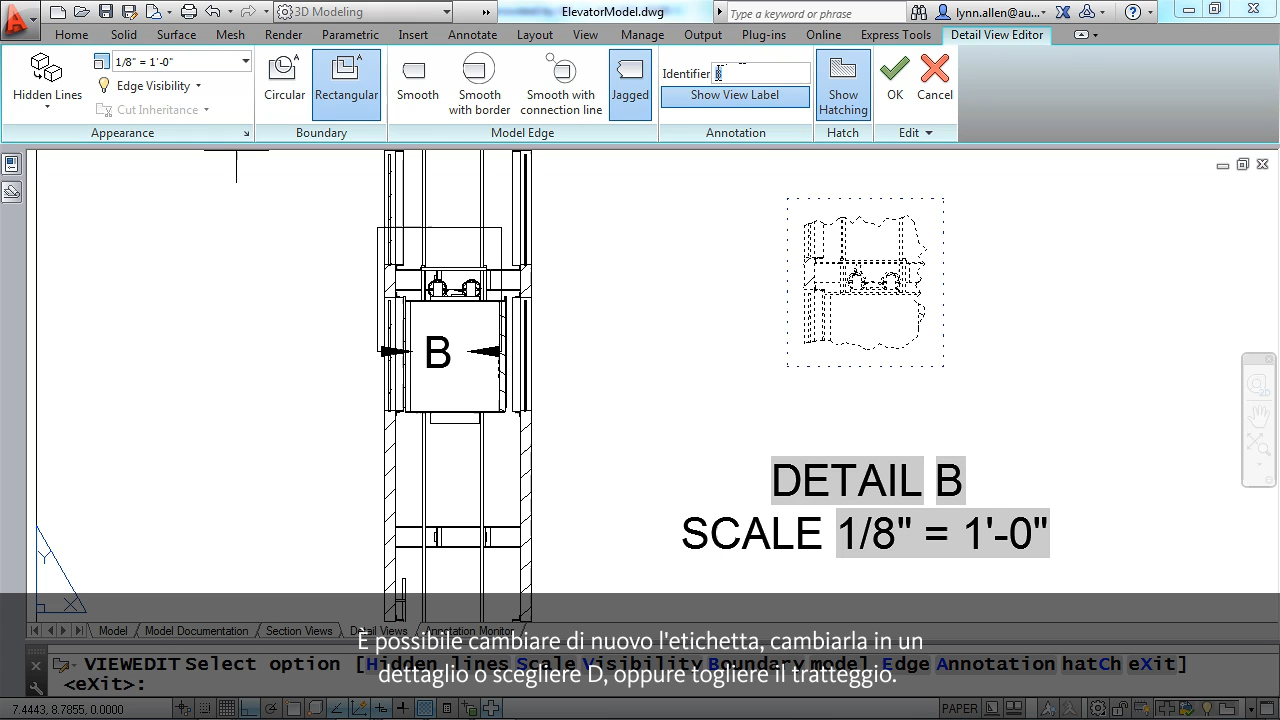 3D Modeling
ElevatorModel.dwg
Type a keyword or phrase
lynn.allen@au...
Home Solid Surface Mesh Render Parametric Insert Annotate Layout View Manage Output Plug-ins Online Express Tools Detail View Editor
1/8" = 1'-0"
Edge Visibility
Cut Inheritance
Hidden Lines
Circular
Rectangular
Smooth
Smooth with border
Smooth with connection line
Jagged
Identifier
Show View Label
Show Hatching
OK
Cancel
Appearance Boundary Model Edge Annotation Hatch Edit
B
DETAIL B
SCALE 1/8" = 1'-0"
Y
X
Model Model Documentation Section Views Detail Views Annotation Monitor
È possibile cambiare di nuovo l'etichetta, cambiarla in un
dettaglio o scegliere D, oppure togliere il tratteggio.
VIEWEDIT Select option [Hidden lines Scale Visibility Boundary model Edge Annotation hatCh eXit]
<eXit>:
7.4443, 8.7855, 0.0000
PAPER